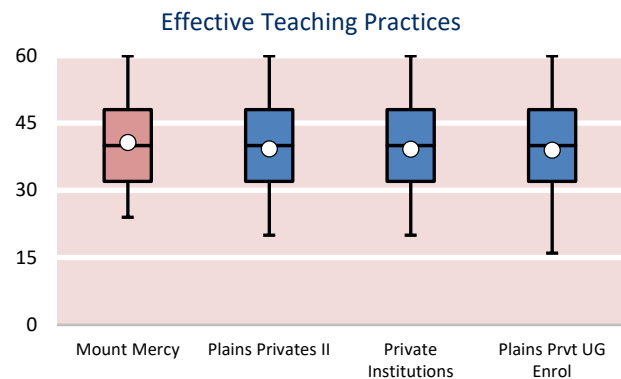 Effective Teaching Practices
60
45
30
15
0
Mount Mercy
Plains Privates II
Private
Institutions
Plains Prvt UG
Enrol